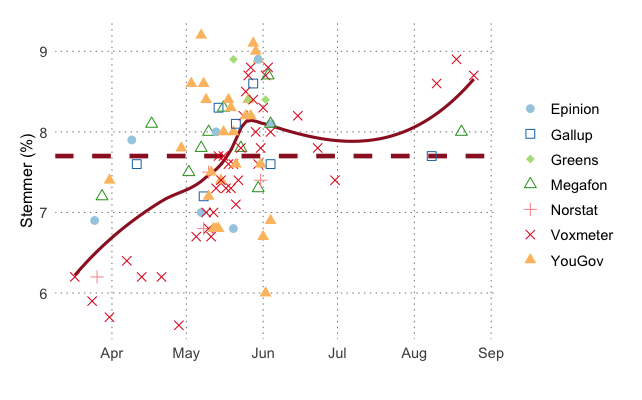 Stemmer (%)
9
8
7
6
Apr May Jun Jul Aug Sep
Epinion
Gallup
Greens
Megafon
Norstat
Voxmeter
YouGov